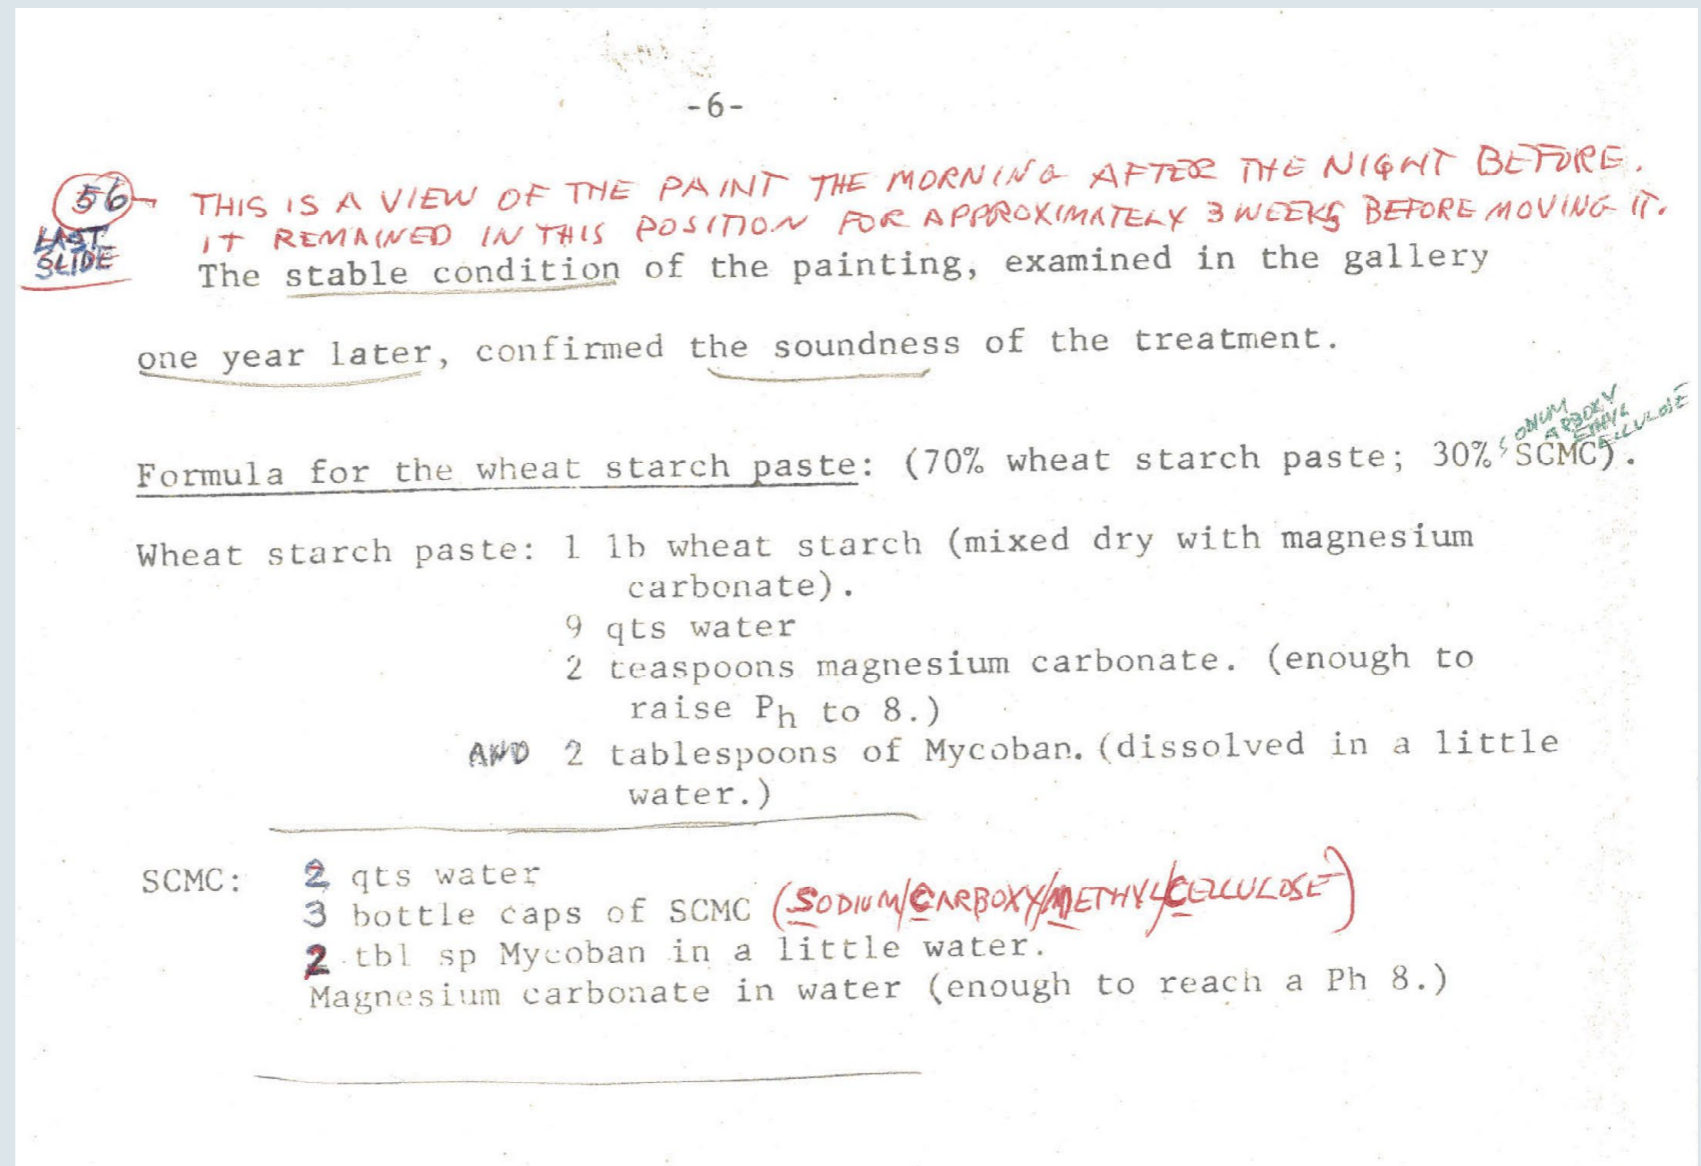 -6-
56 THIS IS A VIEW OF THE PAINT THE MORNING AFTER THE NIGHT BEFORE.
LAST IT REMAINED IN THIS POSITION FOR APPROXIMATELY 3 WEEKS BEFORE MOVING IT.
SLIDE
The stable condition of the painting, examined in the gallery
one year later, confirmed the soundness of the treatment.
ODIUM
ARBOXY
ETHYL
ELLULOSE
Formula for the wheat starch paste: (70% wheat starch paste; 30% SCMC).
Wheat starch paste: 1 lb wheat starch (mixed dry with magnesium
carbonate).
9 qts water
2 teaspoons magnesium carbonate. (enough to
raise Ph to 8.)
AND 2 tablespoons of Mycoban. (dissolved in a little
water.)
SCMC: 2 qts water
3 bottle caps of SCMC (SODIUM/CARBOXY/METHYL/CELLULOSE)
2 tbl sp Mycoban in a little water.
Magnesium carbonate in water (enough to reach a Ph 8.)